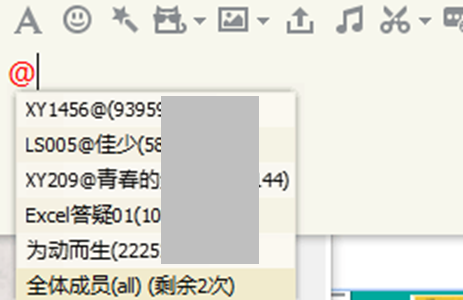 @
XY1456@(93959
LS005@佳少(58
XY209@青春的 44)
Excel答疑01(10
为动而生(2225
全体成员(all) (剩余2次)